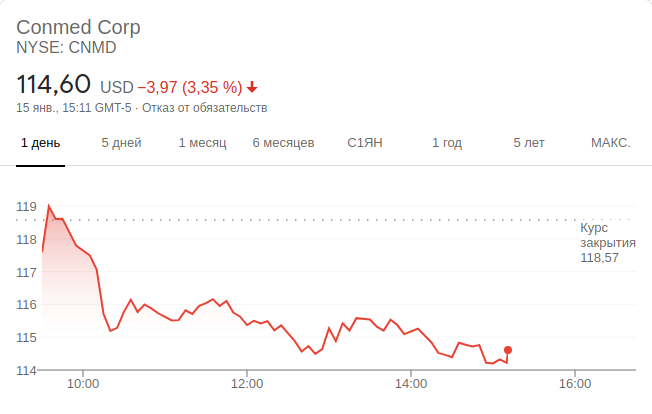 Conmed Corp
NYSE: CNMD
114,60 USD −3,97 (3,35 %)
15 янв., 15:11 GMT-5 · Отказ от обязательств
1 день 5 дней 1 месяц 6 месяцев С1ЯН 1 год 5 лет МАКС.
119
118
117
116
115
114
Курс
закрытия
118,57
10:00 12:00 14:00 16:00